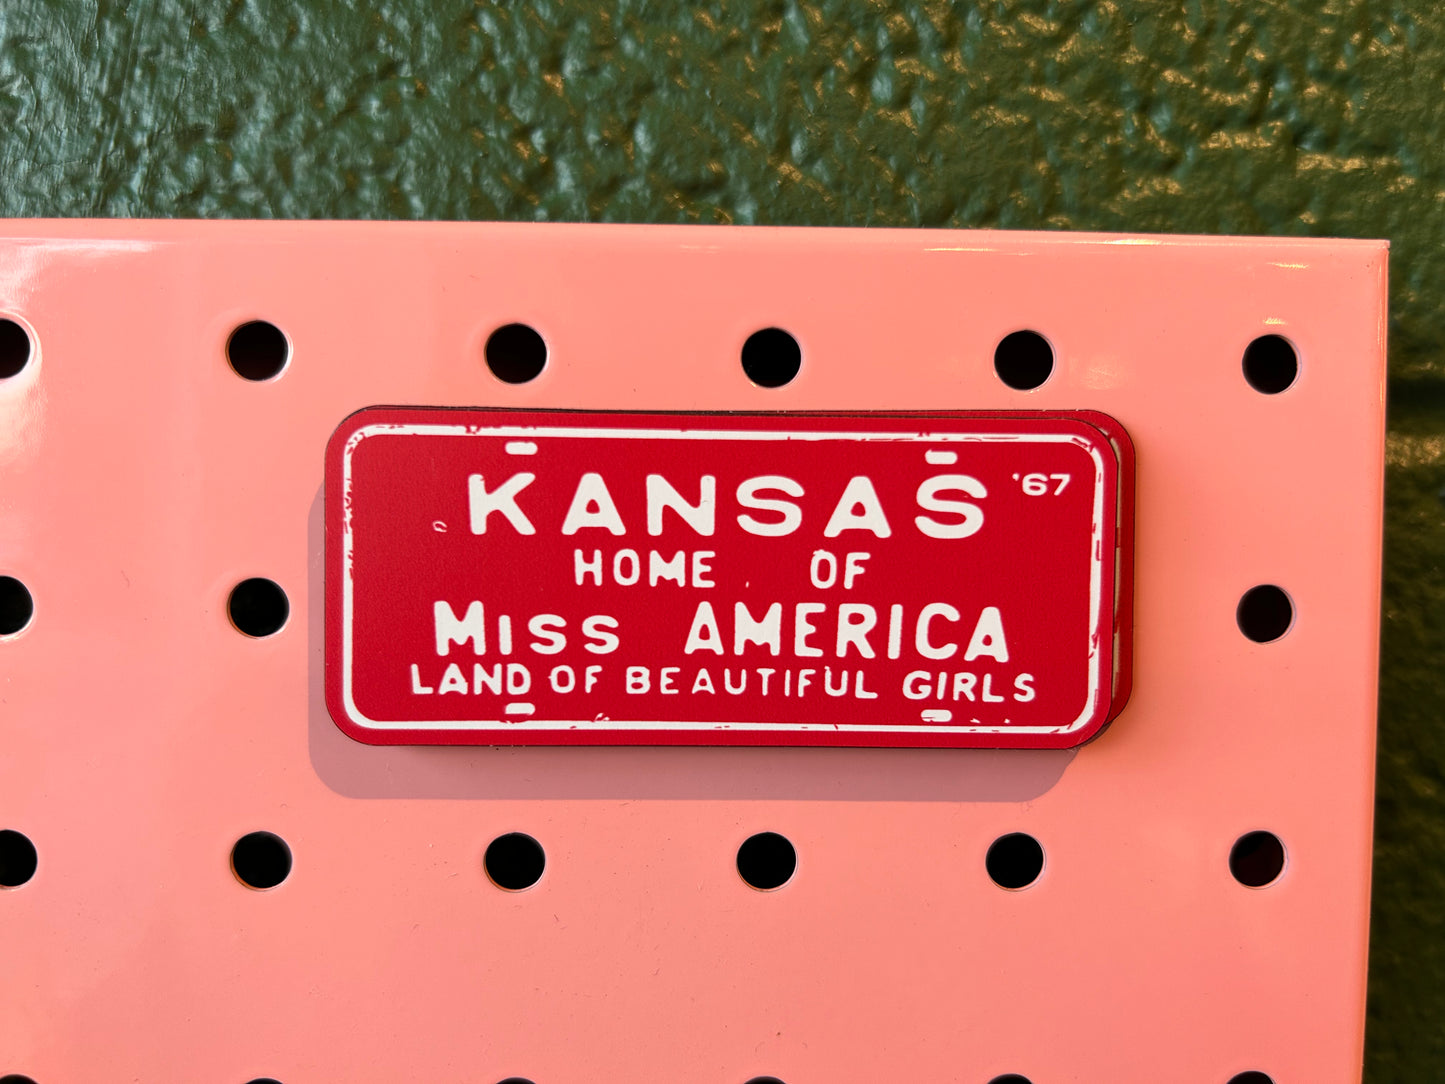 KANSAS '67
HOME OF
MISS AMERICA
LAND OF BEAUTIFUL GIRLS